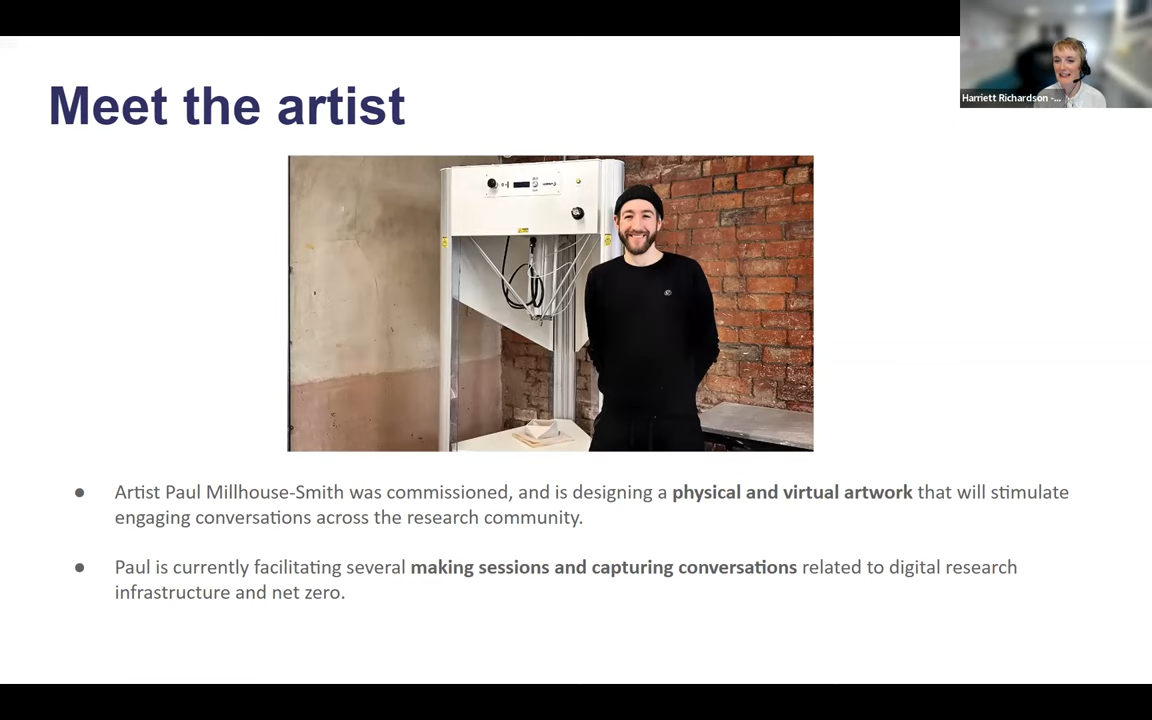 Meet the artist
Harriett Richardson -...
● Artist Paul Millhouse-Smith was commissioned, and is designing a physical and virtual artwork that will stimulate
engaging conversations across the research community.
● Paul is currently facilitating several making sessions and capturing conversations related to digital research
infrastructure and net zero.